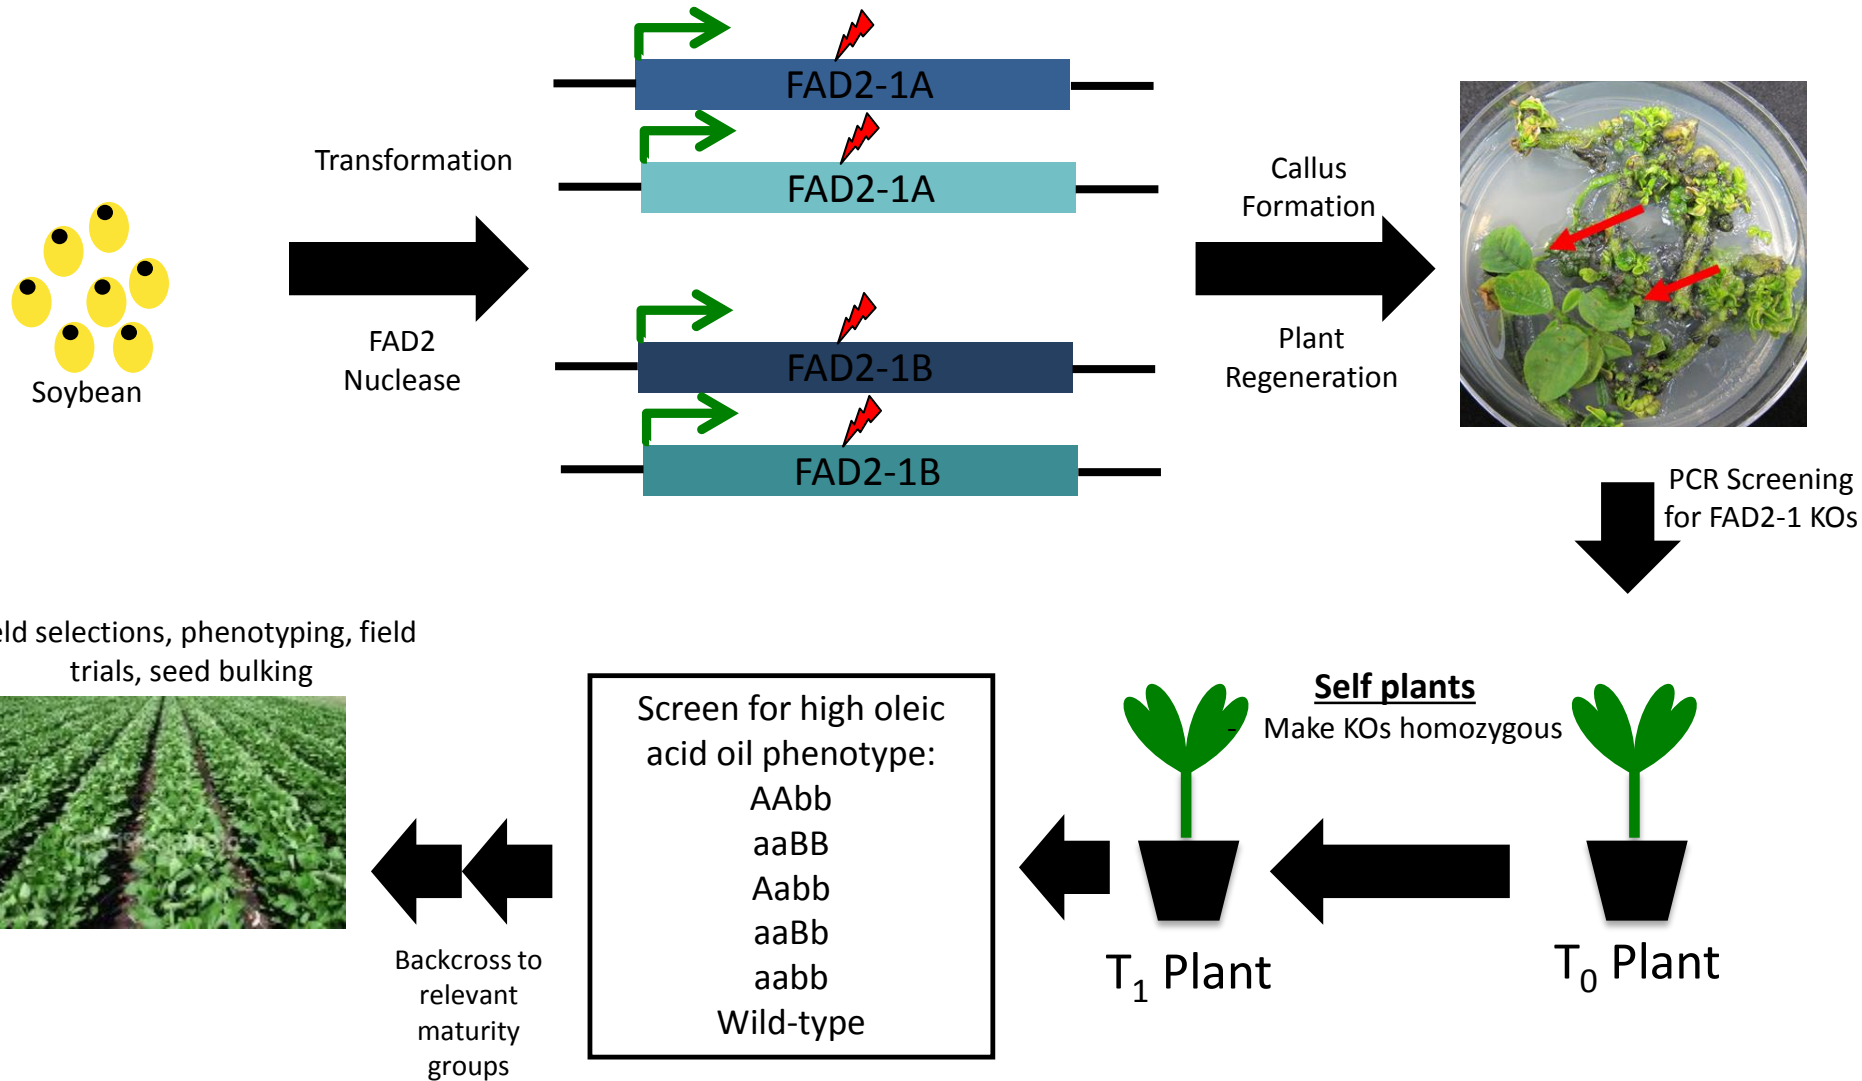 Transformation
FAD2
Nuclease
Soybean
FAD2-1A
FAD2-1A
FAD2-1B
FAD2-1B
Callus
Formation
Plant
Regeneration
PCR Screening
for FAD2-1 KOs
Self plants
- Make KOs homozygous
T0 Plant
T1 Plant
Screen for high oleic
acid oil phenotype:
AAbb
aaBB
Aabb
aaBb
aabb
Wild-type
Backcross to
relevant
maturity
groups
eld selections, phenotyping, field
trials, seed bulking